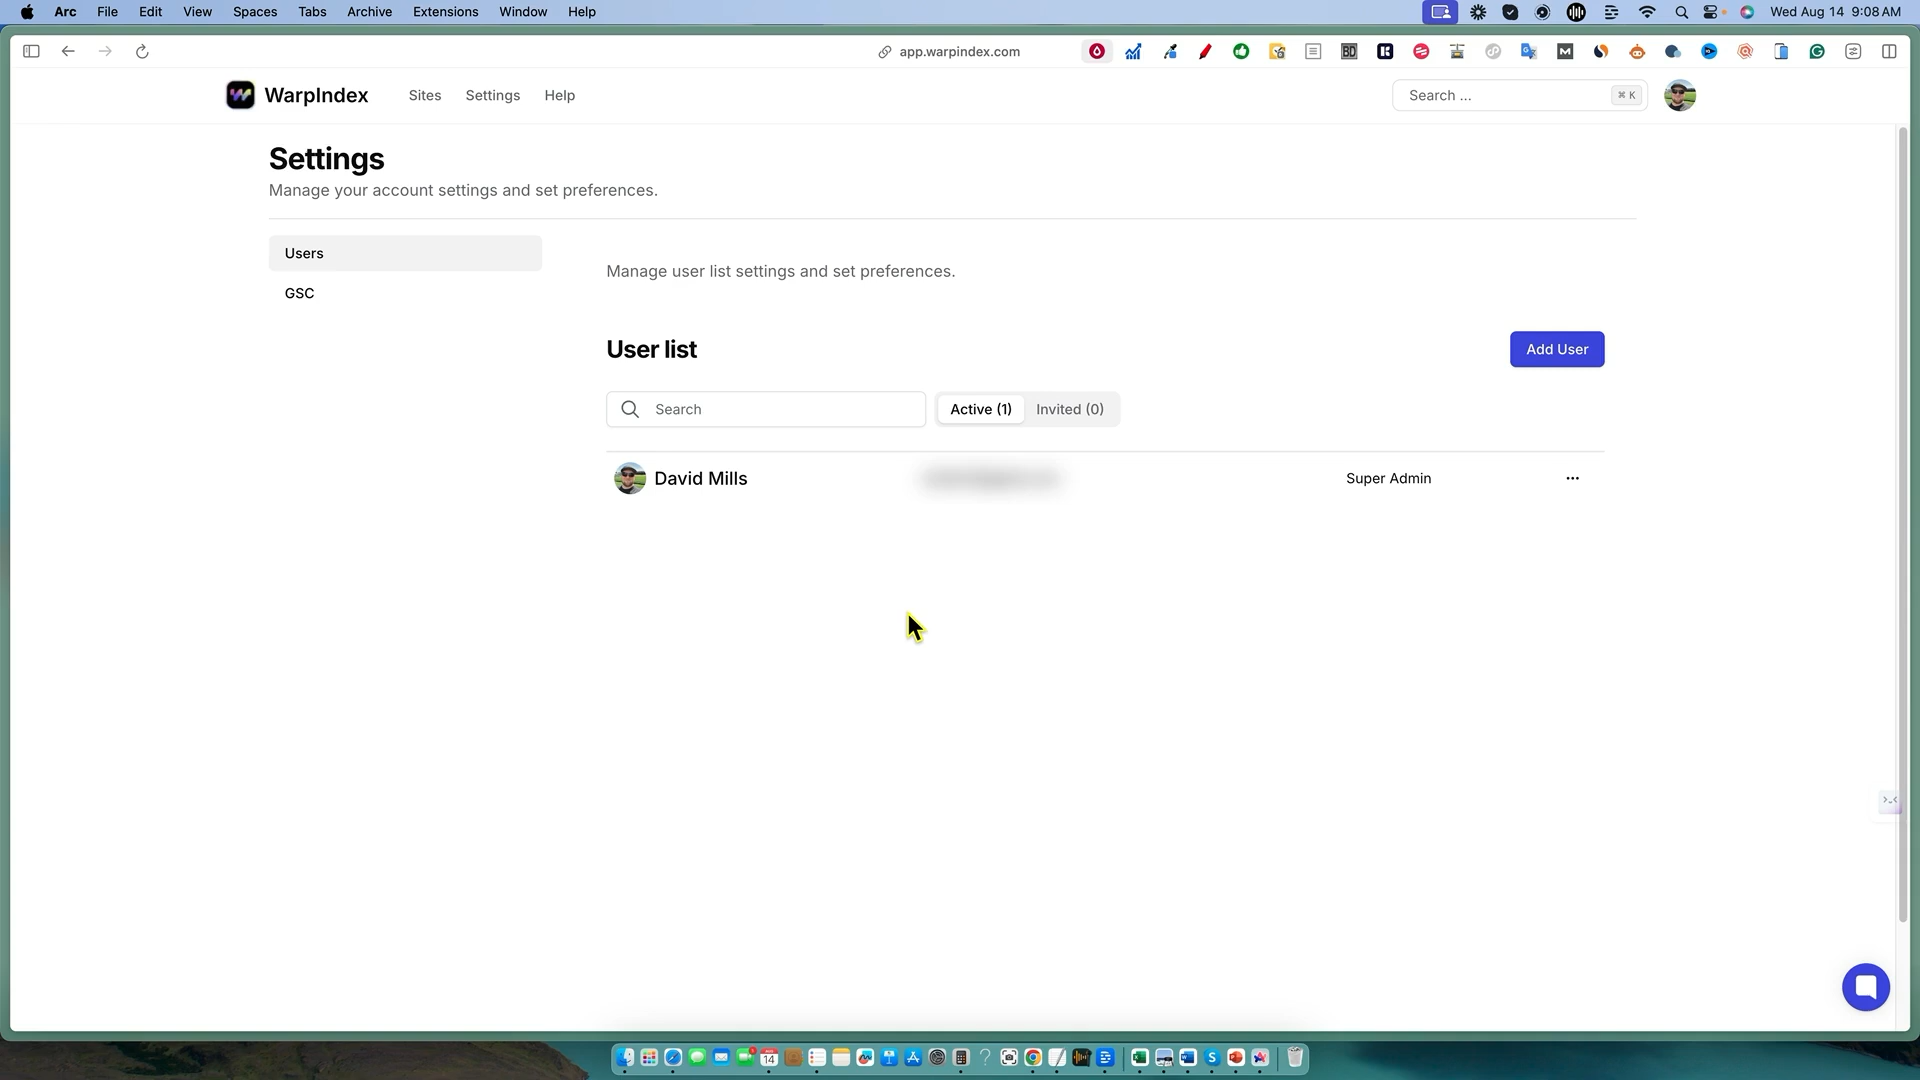 Arc File Edit View Spaces Tabs Archive Extensions Window Help Wed Aug 14 9:08 AM
app.warpindex.com
WarpIndex Sites Settings Help Search ... ⌘ K
Settings
Manage your account settings and set preferences.
Users
GSC
Manage user list settings and set preferences.
User list
Add User
Search
Active (1) Invited (0)
David Mills Super Admin